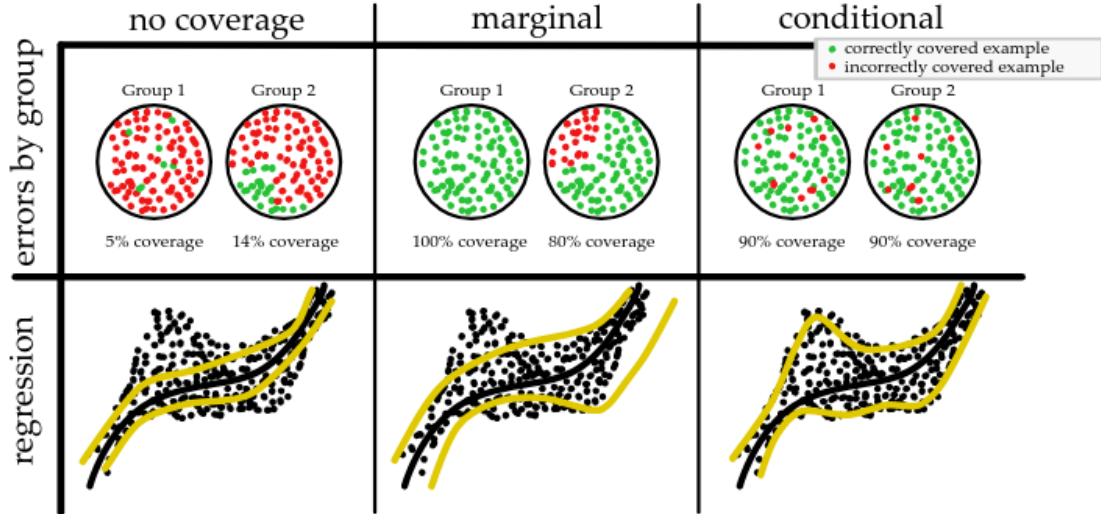 no coverage
marginal
conditional
correctly covered example
incorrectly covered example
errors by group
Group 1
Group 2
5% coverage
14% coverage
Group 1
Group 2
100% coverage
80% coverage
Group 1
Group 2
90% coverage
90% coverage
regression